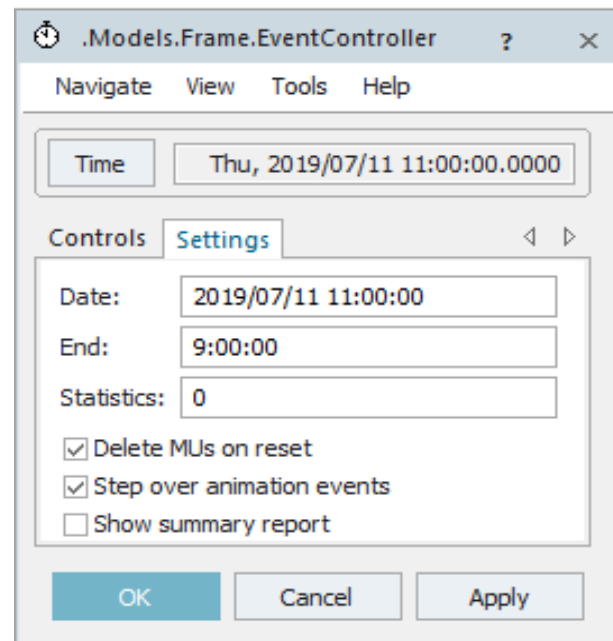 .Models.Frame.EventController ? ×
Navigate View Tools Help
Time Thu, 2019/07/11 11:00:00.0000
Controls Settings
Date: 2019/07/11 11:00:00
End: 9:00:00
Statistics: 0
Delete MUs on reset
Step over animation events
Show summary report
OK Cancel Apply